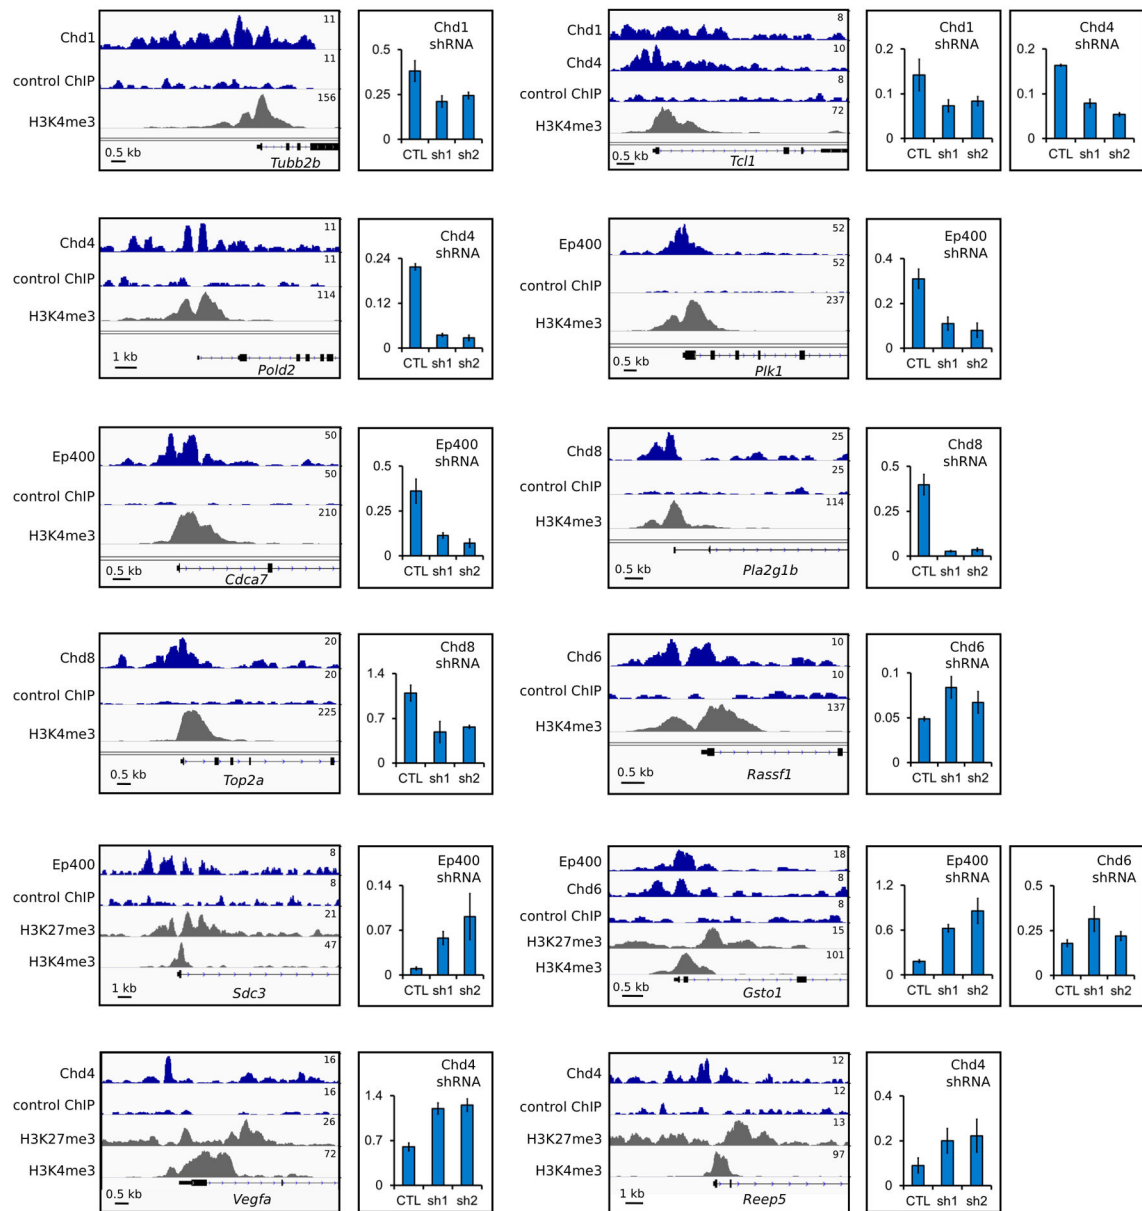 Chd1
11
control ChIP
11
H3K4me3
156
0.5 kb
Tubb2b
Chd1
shRNA
0.5
0.25
0
CTL sh1 sh2
Chd1
8
Chd4
10
control ChIP
8
H3K4me3
72
0.5 kb
Tcl1
Chd1
shRNA
0.2
0.1
0
CTL sh1 sh2
Chd4
shRNA
0.2
0.1
0
CTL sh1 sh2
Chd4
11
control ChIP
11
H3K4me3
114
1 kb
Pold2
Chd4
shRNA
0.24
0.12
0
CTL sh1 sh2
Ep400
52
control ChIP
52
H3K4me3
237
0.5 kb
Plk1
Ep400
shRNA
0.4
0.2
0
CTL sh1 sh2
Ep400
50
control ChIP
50
H3K4me3
210
0.5 kb
Cdca7
Ep400
shRNA
0.5
0.25
0
CTL sh1 sh2
Chd8
25
control ChIP
25
H3K4me3
114
0.5 kb
Pla2g1b
Chd8
shRNA
0.5
0.25
0
CTL sh1 sh2
Chd8
20
control ChIP
20
H3K4me3
225
0.5 kb
Top2a
Chd8
shRNA
1.4
0.7
0
CTL sh1 sh2
Chd6
10
control ChIP
10
H3K4me3
137
0.5 kb
Rassf1
Chd6
shRNA
0.1
0.05
0
CTL sh1 sh2
Ep400
8
control ChIP
8
H3K27me3
21
H3K4me3
47
1 kb
Sdc3
Ep400
shRNA
0.14
0.07
0
CTL sh1 sh2
Ep400
18
Chd6
8
control ChIP
8
H3K27me3
15
H3K4me3
101
0.5 kb
Gsto1
Ep400
shRNA
1.2
0.6
0
CTL sh1 sh2
Chd6
shRNA
0.5
0.25
0
CTL sh1 sh2
Chd4
16
control ChIP
16
H3K27me3
26
H3K4me3
72
0.5 kb
Vegfa
Chd4
shRNA
1.4
0.7
0
CTL sh1 sh2
Chd4
12
control ChIP
12
H3K27me3
13
H3K4me3
97
1 kb
Reep5
Chd4
shRNA
0.4
0.2
0
CTL sh1 sh2